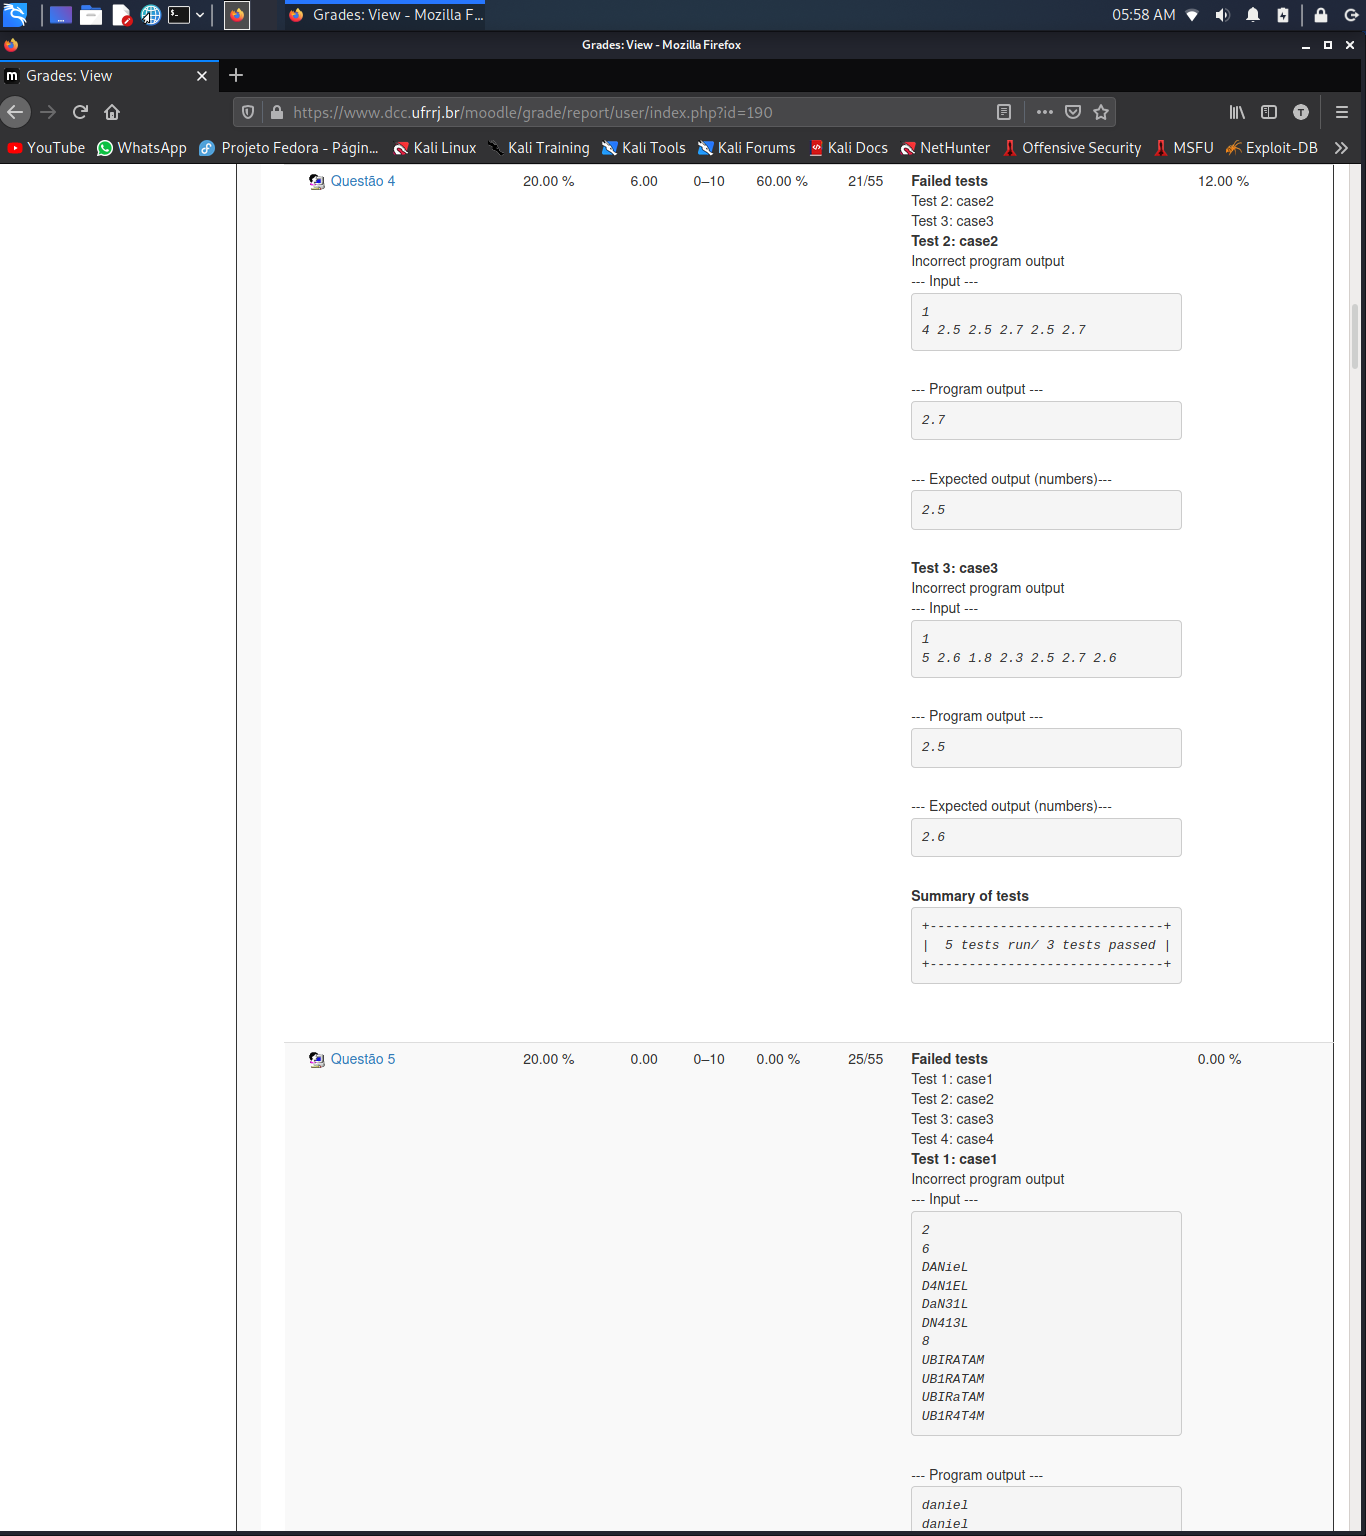 Grades: View - Mozilla F...
05:58 AM
Grades: View - Mozilla Firefox
m Grades: View
https://www.dcc.ufrrj.br/moodle/grade/report/user/index.php?id=190
T
YouTube WhatsApp Projeto Fedora - Págin... Kali Linux Kali Training Kali Tools Kali Forums Kali Docs NetHunter Offensive Security MSFU Exploit-DB
Questão 4 20.00 % 6.00 0–10 60.00 % 21/55 Failed tests 12.00 %
Test 2: case2
Test 3: case3
Test 2: case2
Incorrect program output
--- Input ---
1
4 2.5 2.5 2.7 2.5 2.7
--- Program output ---
2.7
--- Expected output (numbers)---
2.5
Test 3: case3
Incorrect program output
--- Input ---
1
5 2.6 1.8 2.3 2.5 2.7 2.6
--- Program output ---
2.5
--- Expected output (numbers)---
2.6
Summary of tests
+------------------------------+
|  5 tests run/ 3 tests passed |
+------------------------------+
Questão 5 20.00 % 0.00 0–10 0.00 % 25/55 Failed tests 0.00 %
Test 1: case1
Test 2: case2
Test 3: case3
Test 4: case4
Test 1: case1
Incorrect program output
--- Input ---
2
6
DANieL
D4N1EL
DaN31L
DN413L
8
UBIRATAM
UB1RATAM
UBIRaTAM
UB1R4T4M
--- Program output ---
daniel
daniel